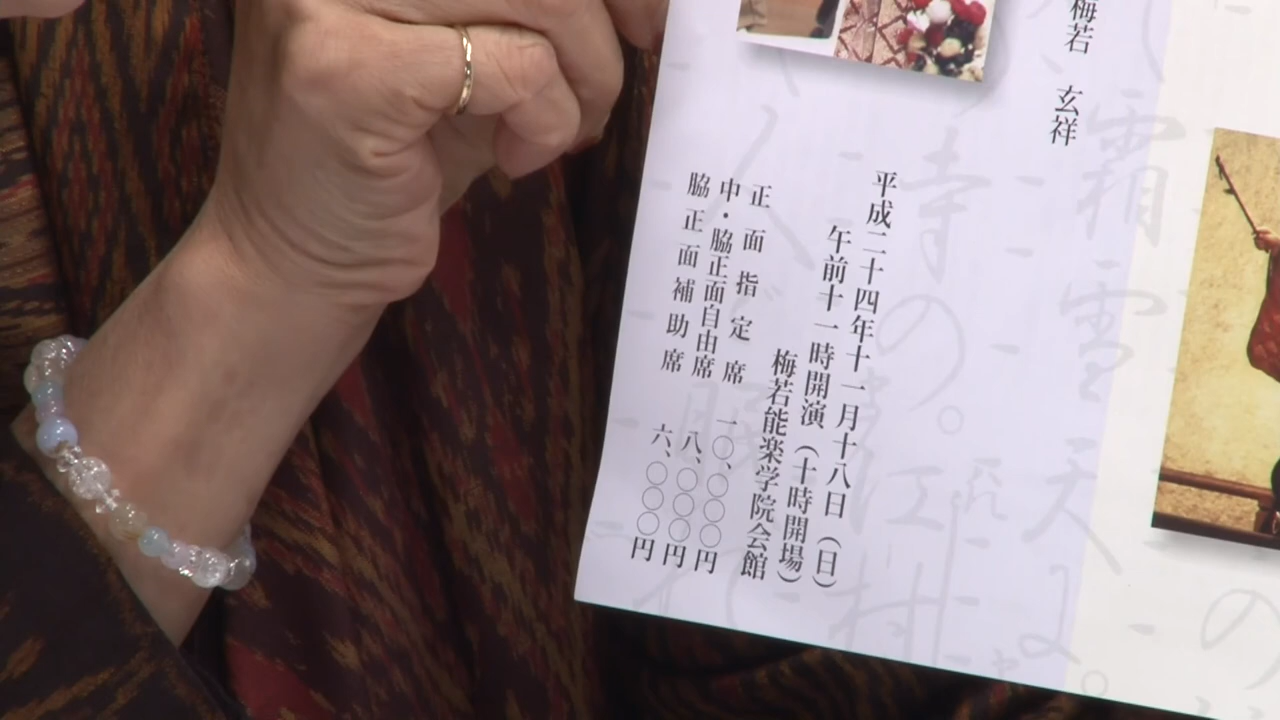 梅若 玄祥
平成二十四年十一月十八日（日）
午前十一時開演（十時開場）
梅若能楽学院会館
正面指定席 一〇、〇〇〇円
中・脇正面自由席 八、〇〇〇円
脇正面補助席 六、〇〇〇円